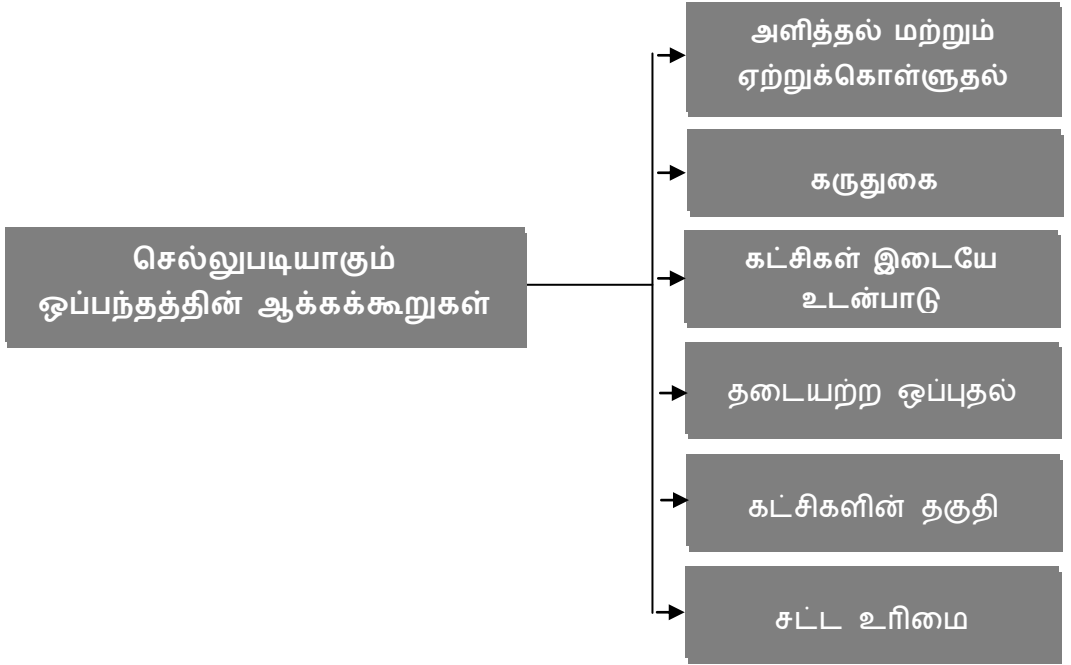 அளித்தல் மற்றும்
ஏற்றுக்கொள்ளுதல்
கருதுகை
செல்லுபடியாகும்
ஒப்பந்தத்தின் ஆக்கக்கூறுகள்
கட்சிகள் இடையே
உடன்பாடு
தடையற்ற ஒப்புதல்
கட்சிகளின் தகுதி
சட்ட உரிமை